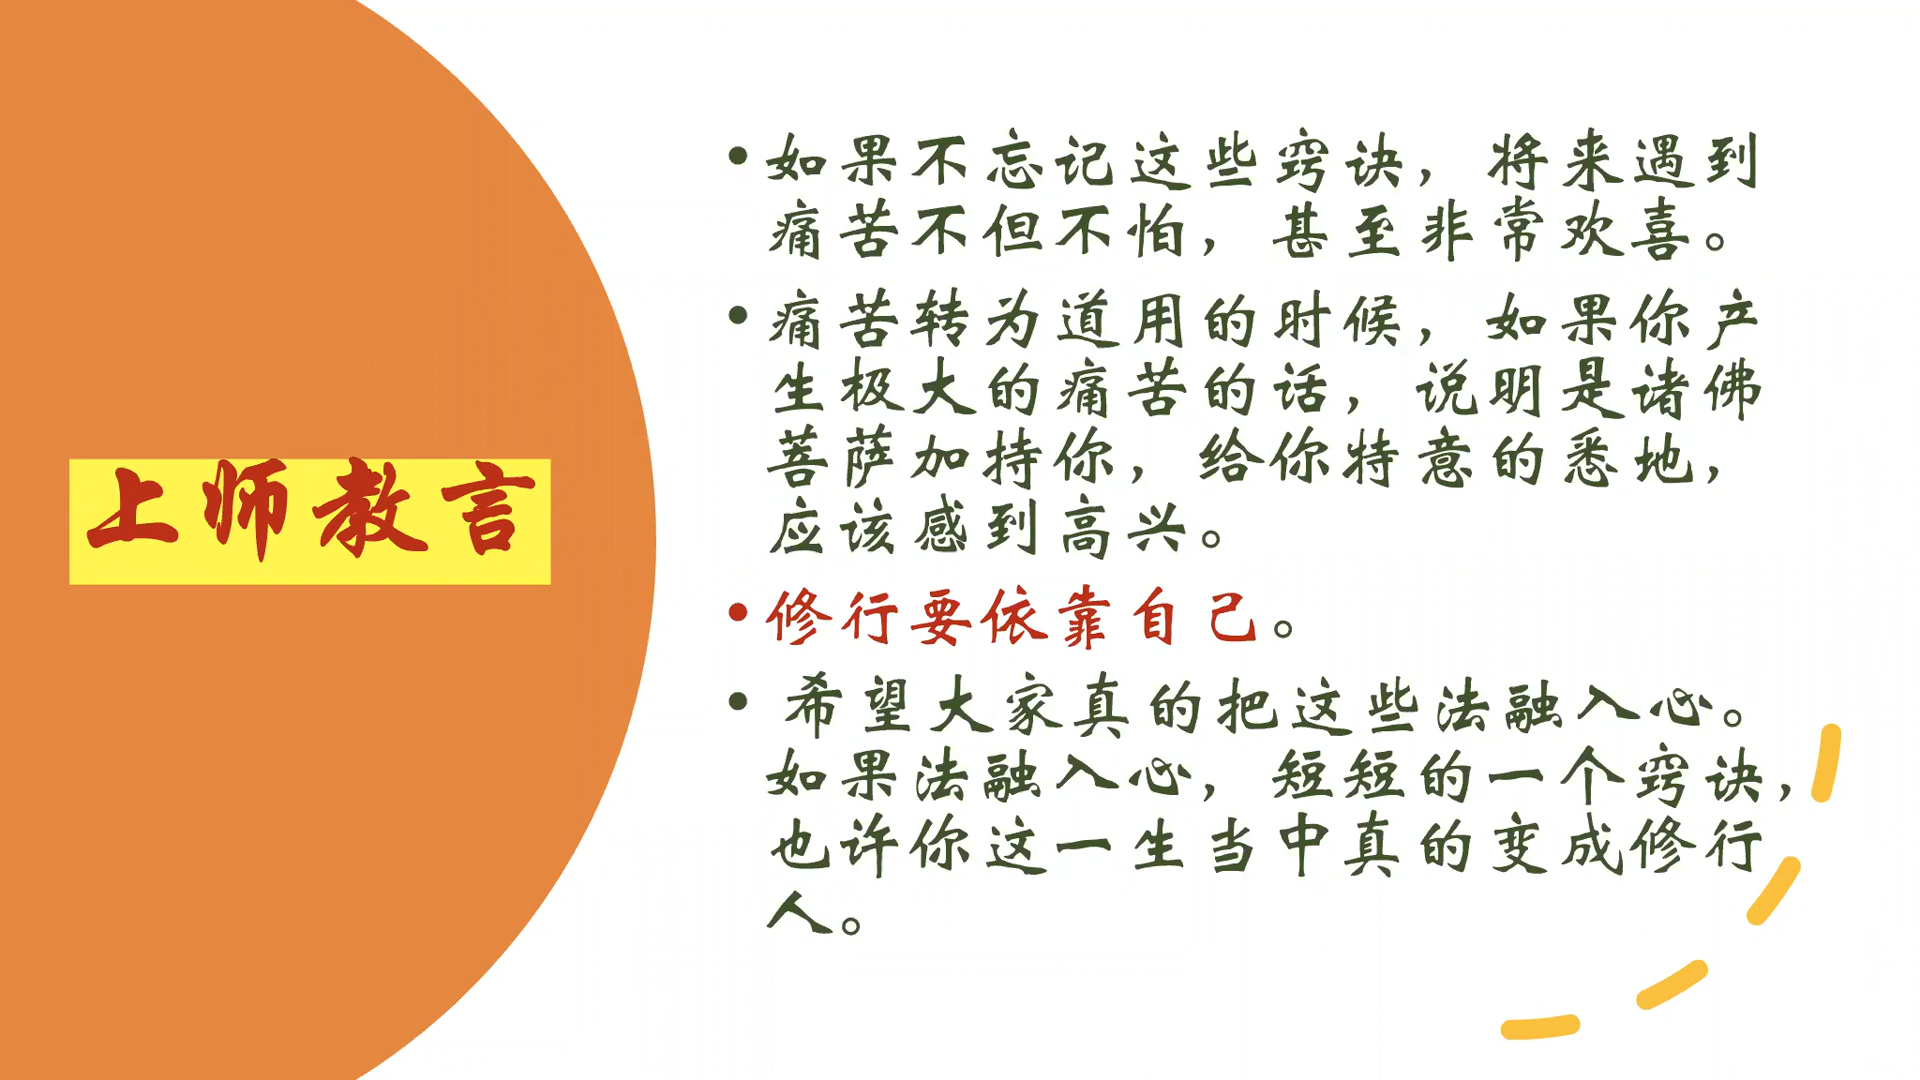 上师教言
• 如果不忘记这些窍诀，将来遇到
痛苦不但不怕，甚至非常欢喜。
• 痛苦转为道用的时候，如果你产
生极大的痛苦的话，说明是诸佛
菩萨加持你，给你特意的悉地，
应该感到高兴。
• 修行要依靠自己。
• 希望大家真的把这些法融入心。
如果法融入心，短短的一个窍诀，
也许你这一生当中真的变成修行
人。